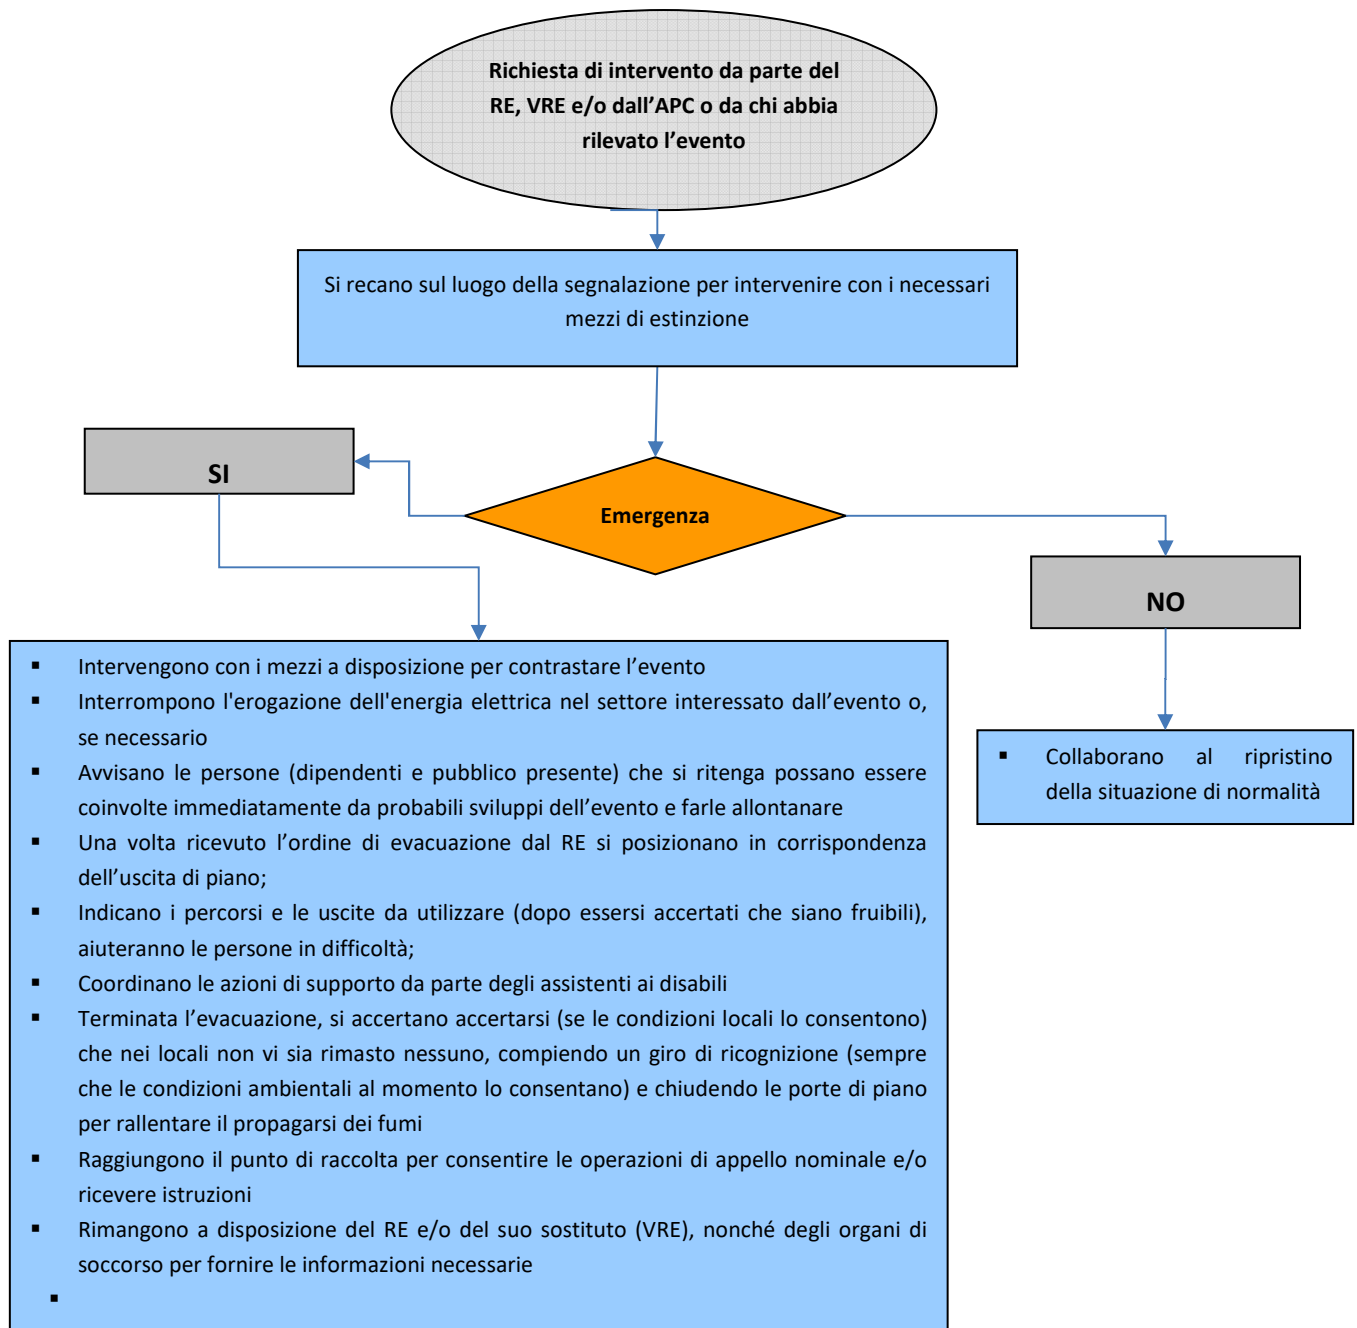 Richiesta di intervento da parte del
RE, VRE e/o dall’APC o da chi abbia
rilevato l’evento
Si recano sul luogo della segnalazione per intervenire con i necessari
mezzi di estinzione
SI
Emergenza
NO
▪ Intervengono con i mezzi a disposizione per contrastare l’evento
▪ Interrompono l'erogazione dell'energia elettrica nel settore interessato dall’evento o,
se necessario
▪ Avvisano le persone (dipendenti e pubblico presente) che si ritenga possano essere
coinvolte immediatamente da probabili sviluppi dell’evento e farle allontanare
▪ Una volta ricevuto l’ordine di evacuazione dal RE si posizionano in corrispondenza
dell’uscita di piano;
▪ Indicano i percorsi e le uscite da utilizzare (dopo essersi accertati che siano fruibili),
aiuteranno le persone in difficoltà;
▪ Coordinano le azioni di supporto da parte degli assistenti ai disabili
▪ Terminata l’evacuazione, si accertano accertarsi (se le condizioni locali lo consentono)
che nei locali non vi sia rimasto nessuno, compiendo un giro di ricognizione (sempre
che le condizioni ambientali al momento lo consentano) e chiudendo le porte di piano
per rallentare il propagarsi dei fumi
▪ Raggiungono il punto di raccolta per consentire le operazioni di appello nominale e/o
ricevere istruzioni
▪ Rimangono a disposizione del RE e/o del suo sostituto (VRE), nonché degli organi di
soccorso per fornire le informazioni necessarie
▪
▪ Collaborano al ripristino
della situazione di normalità